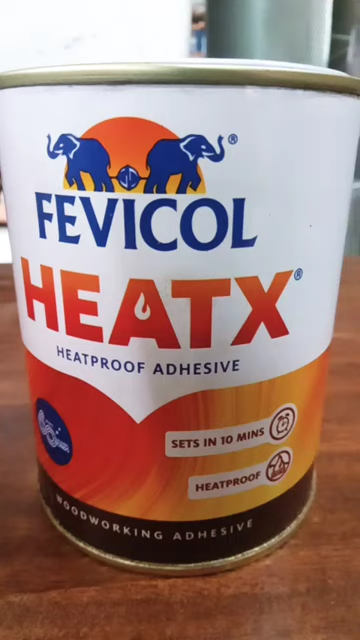 FEVICOL®
HEATX®
HEATPROOF ADHESIVE
SETS IN 10 MINS
HEATPROOF
WOODWORKING ADHESIVE